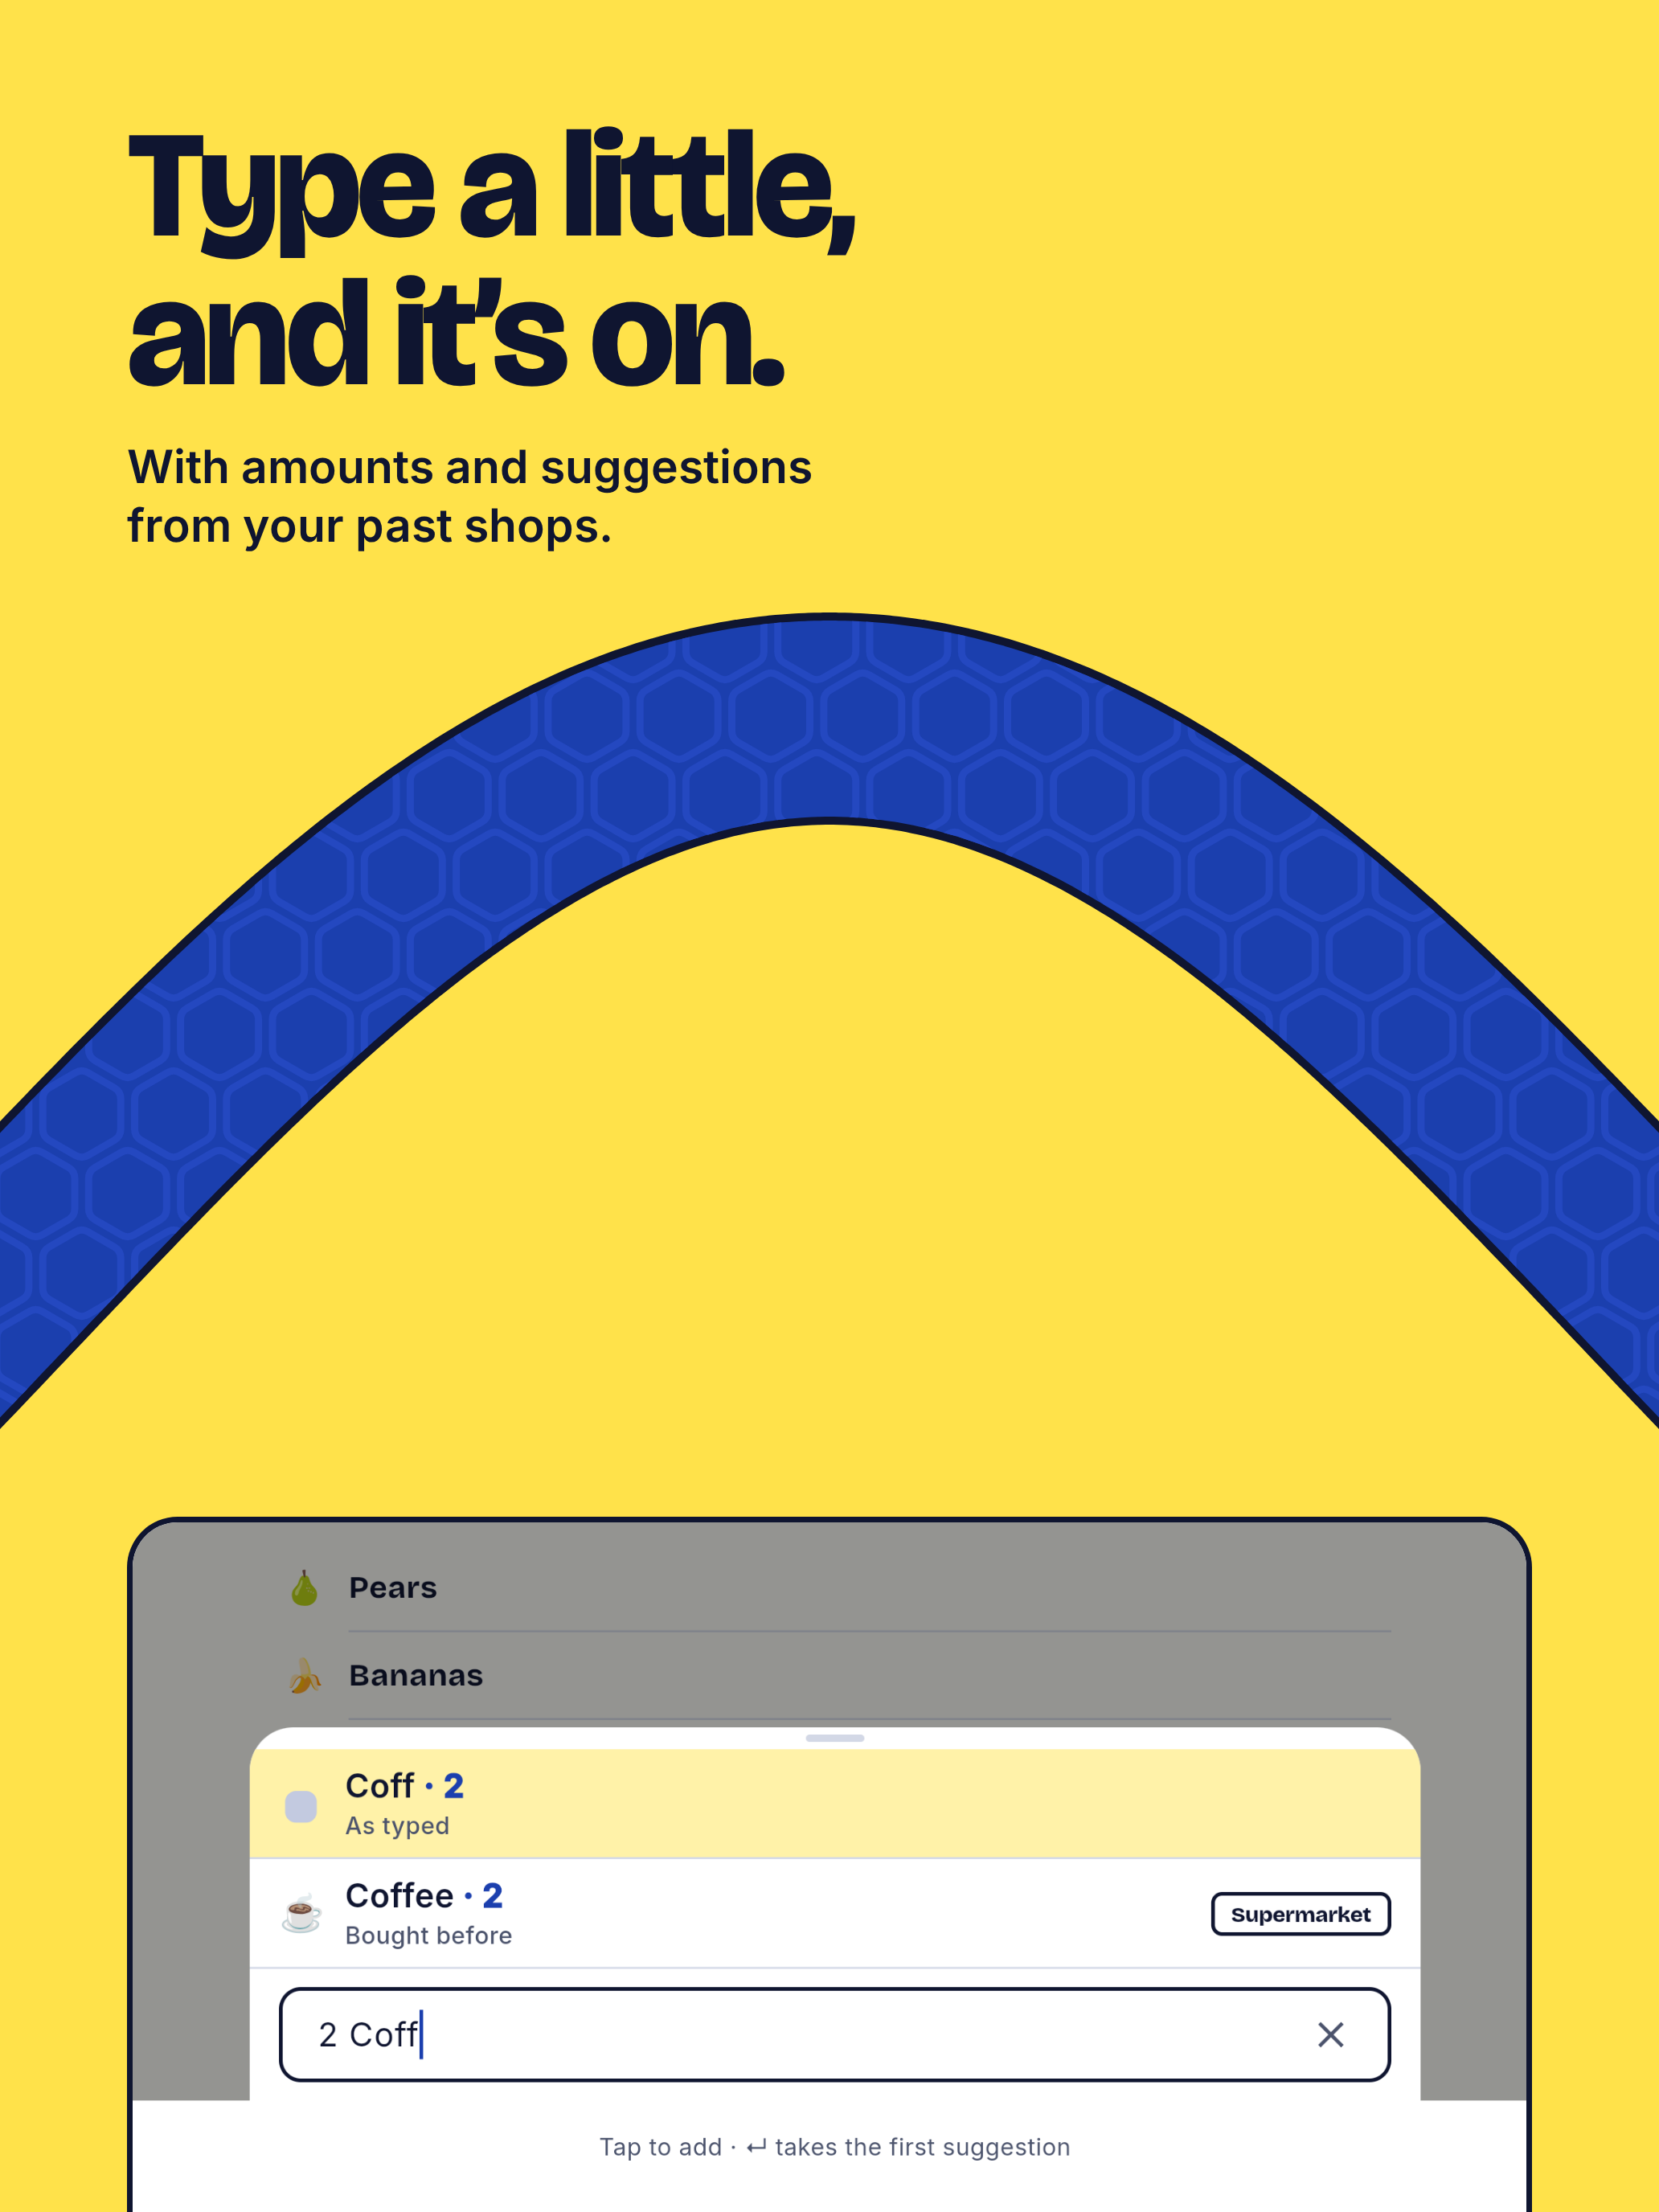 Type a little,
and it’s on.
With amounts and suggestions
from your past shops.
Pears
Bananas
Coff · 2
As typed
Coffee · 2
Bought before
Supermarket
2 Coff
Tap to add · ↵ takes the first suggestion